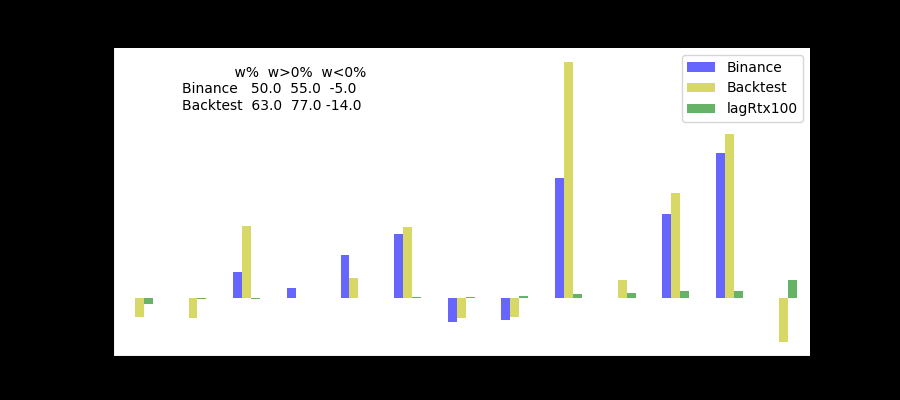 w% w>0% w<0%
Binance 50.0 55.0 -5.0
Backtest 63.0 77.0 -14.0
Binance
Backtest
lagRtx100